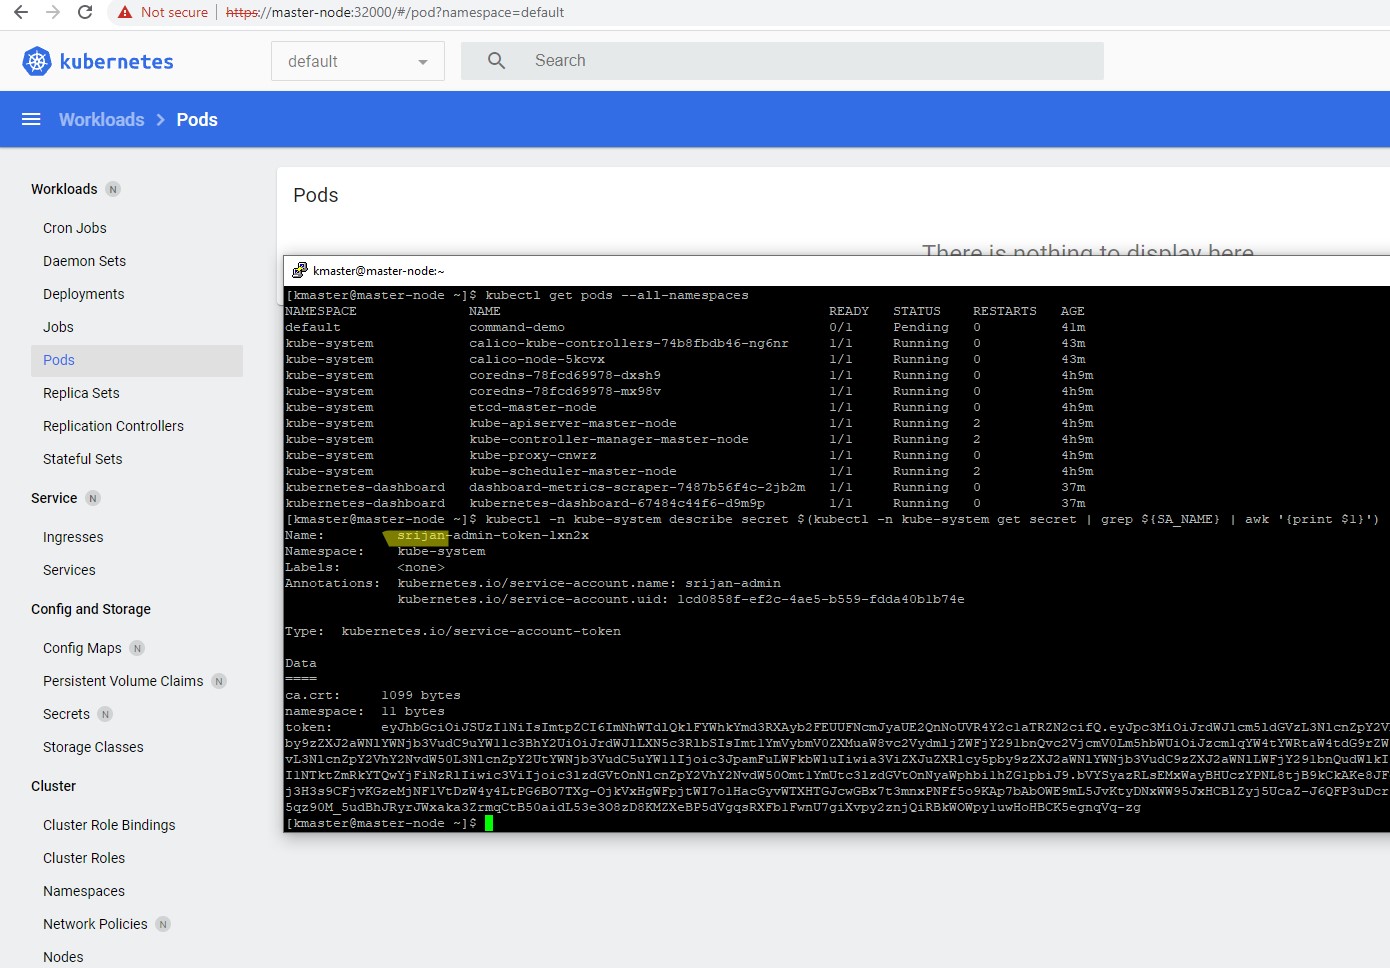 Not secure | https://master-node:32000/#/pod?namespace=default
kubernetes
default
Search
Workloads > Pods
Workloads N
Cron Jobs
Daemon Sets
Deployments
Jobs
Pods
Replica Sets
Replication Controllers
Stateful Sets
Service N
Ingresses
Services
Config and Storage
Config Maps N
Persistent Volume Claims N
Secrets N
Storage Classes
Cluster
Cluster Role Bindings
Cluster Roles
Namespaces
Network Policies N
Nodes
Pods
There is nothing to display here
kmaster@master-node:~
[kmaster@master-node ~]$ kubectl get pods --all-namespaces
NAMESPACE NAME READY STATUS RESTARTS AGE
default command-demo 0/1 Pending 0 41m
kube-system calico-kube-controllers-74b8fbdb46-ng6nr 1/1 Running 0 43m
kube-system calico-node-5kcvx 1/1 Running 0 43m
kube-system coredns-78fcd69978-dxsh9 1/1 Running 0 4h9m
kube-system coredns-78fcd69978-mx98v 1/1 Running 0 4h9m
kube-system etcd-master-node 1/1 Running 0 4h9m
kube-system kube-apiserver-master-node 1/1 Running 2 4h9m
kube-system kube-controller-manager-master-node 1/1 Running 2 4h9m
kube-system kube-proxy-cnwrz 1/1 Running 0 4h9m
kube-system kube-scheduler-master-node 1/1 Running 2 4h9m
kubernetes-dashboard dashboard-metrics-scraper-7487b56f4c-2jb2m 1/1 Running 0 37m
kubernetes-dashboard kubernetes-dashboard-67484c44f6-d9m9p 1/1 Running 0 37m
[kmaster@master-node ~]$ kubectl -n kube-system describe secret $(kubectl -n kube-system get secret | grep ${SA_NAME} | awk '{print $1}')
Name: srijan-admin-token-lxn2x
Namespace: kube-system
Labels: <none>
Annotations: kubernetes.io/service-account.name: srijan-admin
kubernetes.io/service-account.uid: 1cd0858f-ef2c-4ae5-b559-fdda40b1b74e
Type: kubernetes.io/service-account-token
Data
====
ca.crt: 1099 bytes
namespace: 11 bytes
token:
[kmaster@master-node ~]$